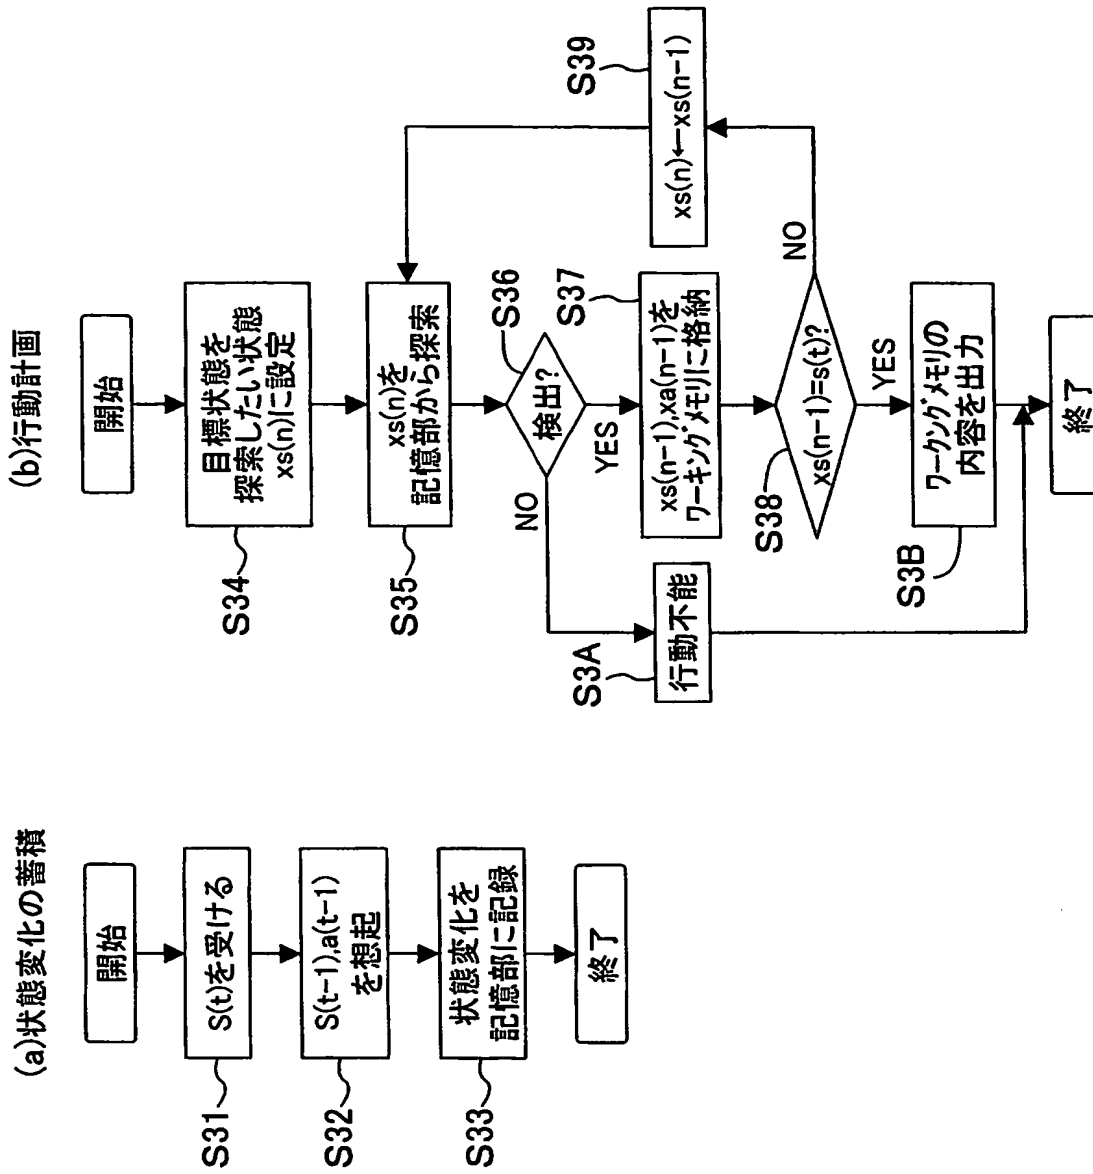 (a)状態変化の蓄積
開始
S31
S(t)を受ける
S32
S(t-1),a(t-1)
を想起
S33
状態変化を
記憶部に記録
終了
(b)行動計画
開始
S34
目標状態を
探索したい状態
xs(n)に設定
S35
xs(n)を
記憶部から探索
S36
検出?
NO
YES
S3A
行動不能
S37
xs(n-1),xa(n-1)を
ワーキングメモリに格納
S38
xs(n-1)=s(t)?
NO
YES
S39
xs(n)←xs(n-1)
S3B
ワークングメモリの
内容を出力
終了